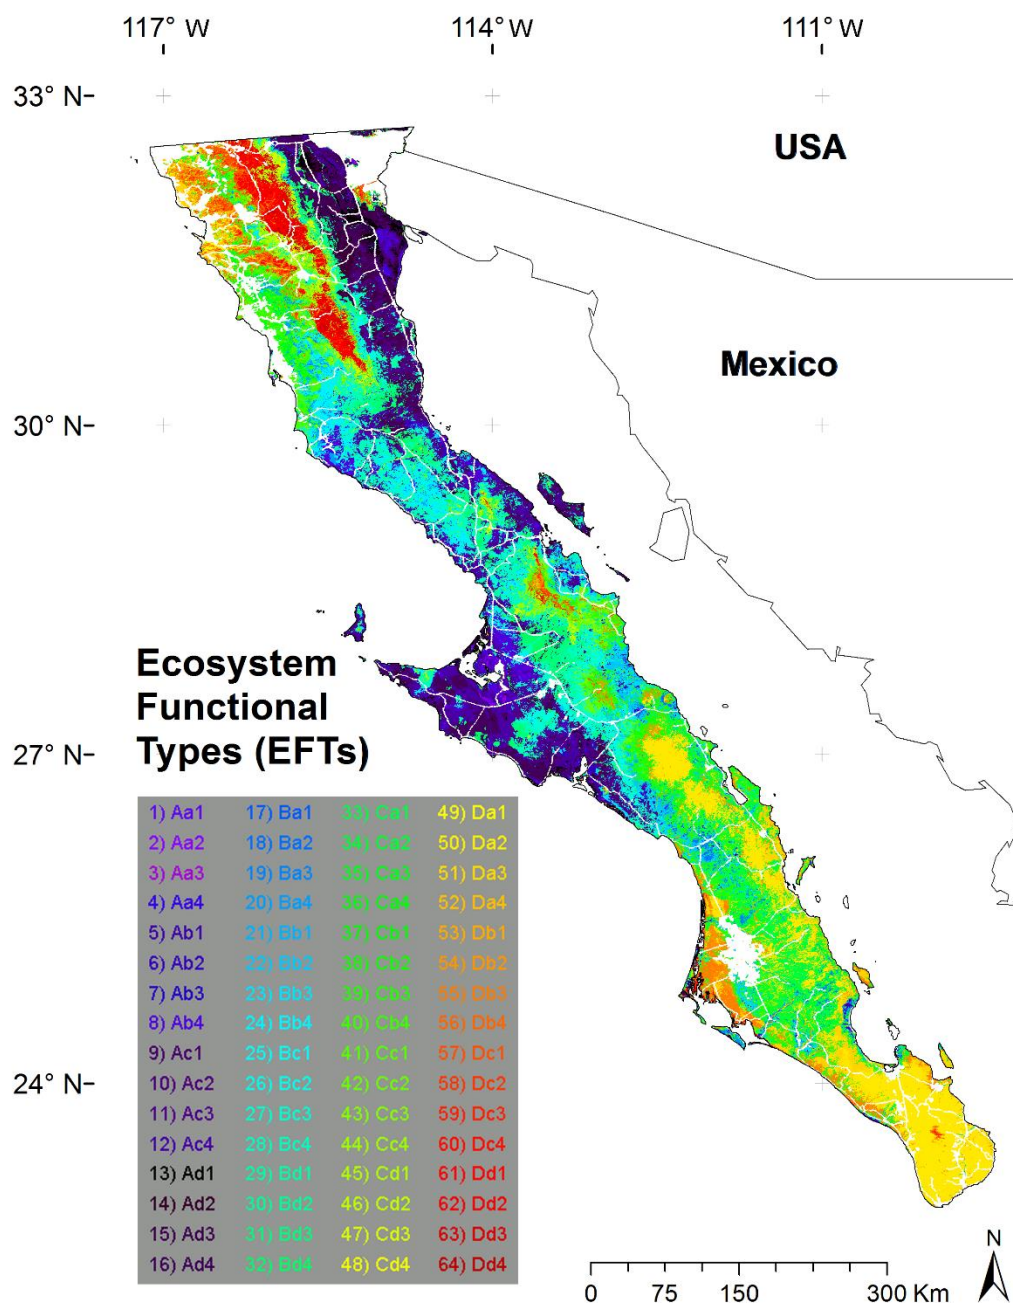 117° W 114° W 111° W
33° N
USA
Mexico
30° N
Ecosystem
Functional
Types (EFTs)
27° N
1) Aa1 17) Ba1 33) Ca1 49) Da1
2) Aa2 18) Ba2 34) Ca2 50) Da2
3) Aa3 19) Ba3 35) Ca3 51) Da3
4) Aa4 20) Ba4 36) Ca4 52) Da4
5) Ab1 21) Bb1 37) Cb1 53) Db1
6) Ab2 22) Bb2 38) Cb2 54) Db2
7) Ab3 23) Bb3 39) Cb3 55) Db3
8) Ab4 24) Bb4 40) Cb4 56) Db4
9) Ac1 25) Bc1 41) Cc1 57) Dc1
10) Ac2 26) Bc2 42) Cc2 58) Dc2
11) Ac3 27) Bc3 43) Cc3 59) Dc3
12) Ac4 28) Bc4 44) Cc4 60) Dc4
13) Ad1 29) Bd1 45) Cd1 61) Dd1
14) Ad2 30) Bd2 46) Cd2 62) Dd2
15) Ad3 31) Bd3 47) Cd3 63) Dd3
16) Ad4 32) Bd4 48) Cd4 64) Dd4
24° N
N
0 75 150 300 Km